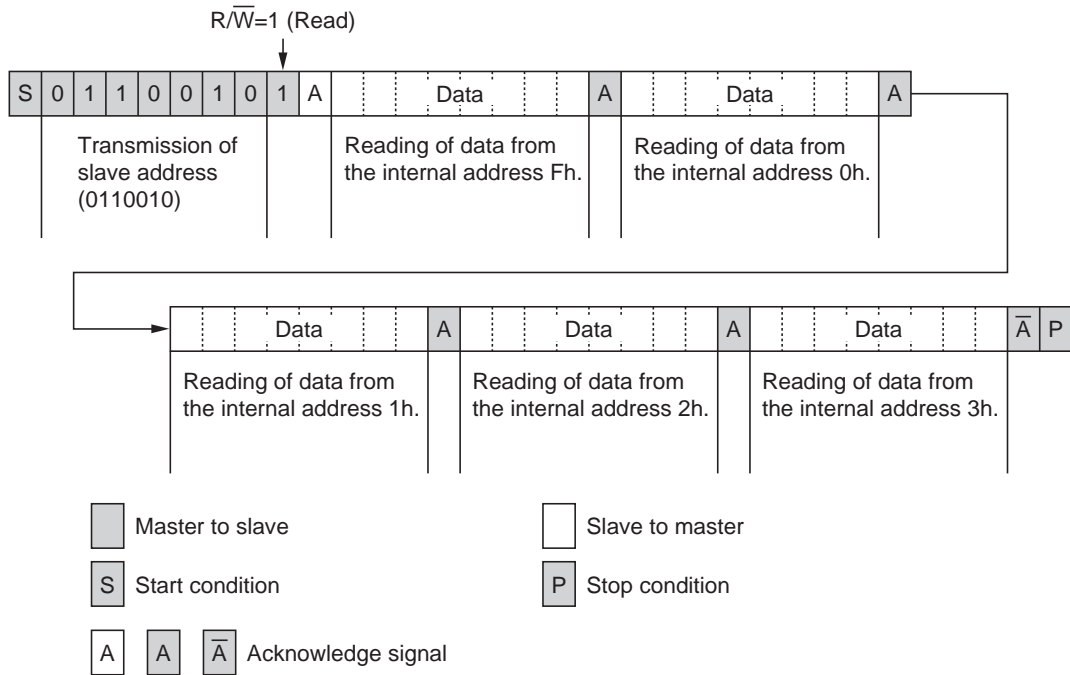 R/W̅=1 (Read)
S 0 1 1 0 0 1 0 1 A Data A Data A
Transmission of
slave address
(0110010)
Reading of data from
the internal address Fh.
Reading of data from
the internal address 0h.
Data A Data A Data A̅ P
Reading of data from
the internal address 1h.
Reading of data from
the internal address 2h.
Reading of data from
the internal address 3h.
Master to slave
Slave to master
S Start condition
P Stop condition
A A A̅ Acknowledge signal